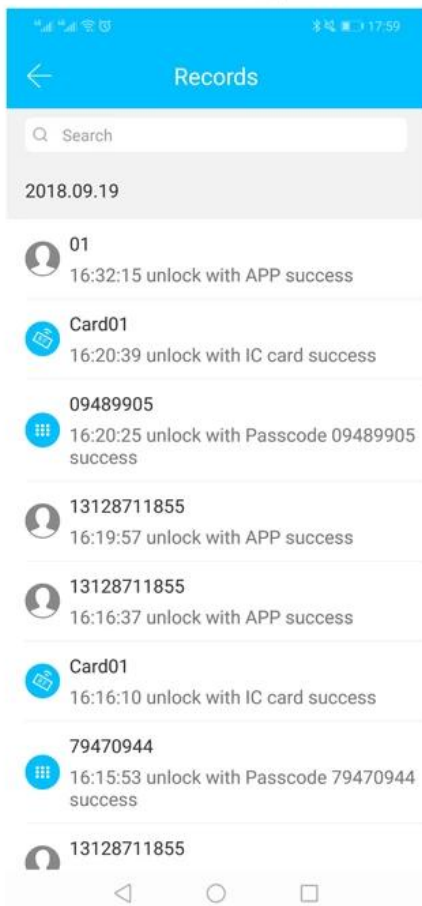 17:59
Records
Search
2018.09.19
01
16:32:15 unlock with APP success
Card01
16:20:39 unlock with IC card success
09489905
16:20:25 unlock with Passcode 09489905
success
13128711855
16:19:57 unlock with APP success
13128711855
16:16:37 unlock with APP success
Card01
16:16:10 unlock with IC card success
79470944
16:15:53 unlock with Passcode 79470944
success
13128711855